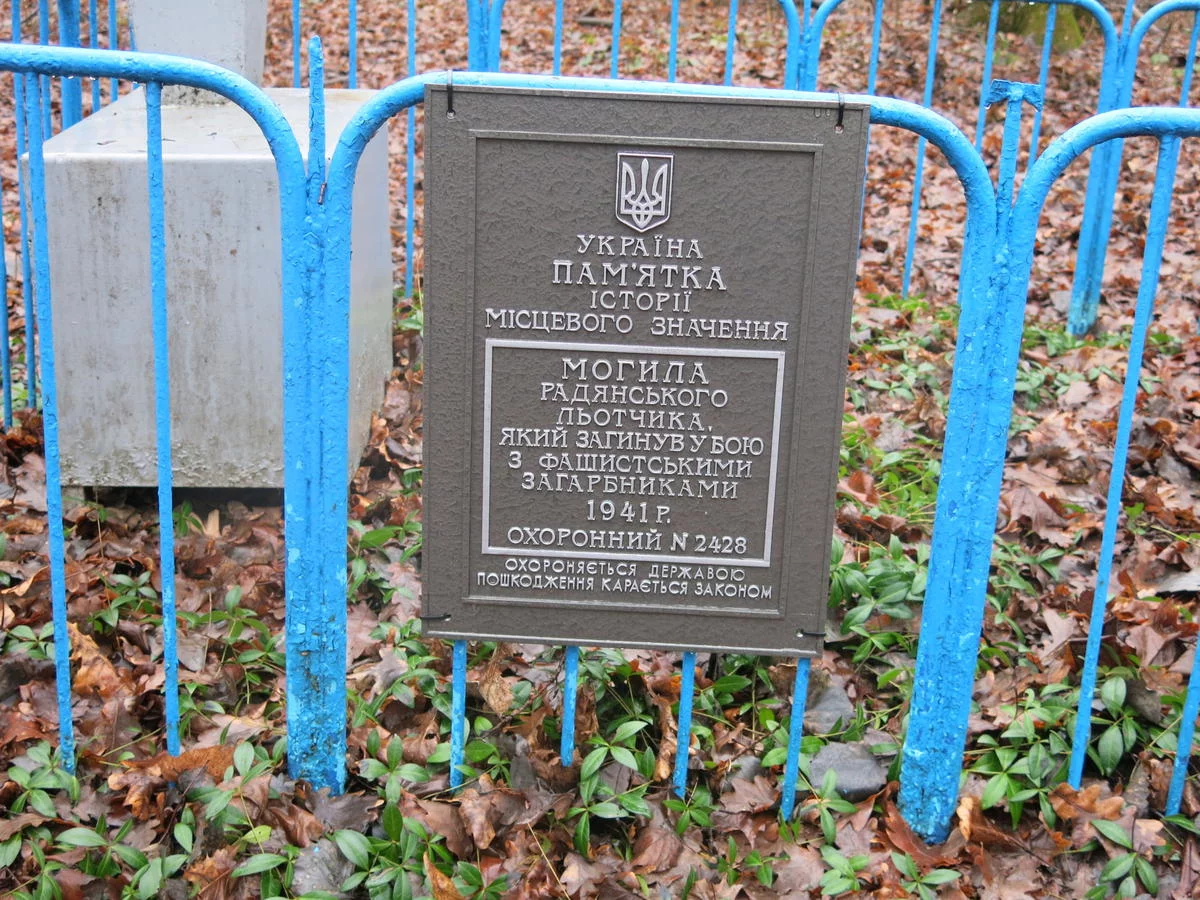 УКРАЇНА
ПАМ'ЯТКА
ІСТОРІЇ
МІСЦЕВОГО ЗНАЧЕННЯ
МОГИЛА
РАДЯНСЬКОГО
ЛЬОТЧИКА,
ЯКИЙ ЗАГИНУВ У БОЮ
З ФАШИСТСЬКИМИ
ЗАГАРБНИКАМИ
1941 Р.
ОХОРОННИЙ N 2428
ОХОРОНЯЄТЬСЯ ДЕРЖАВОЮ
ПОШКОДЖЕННЯ КАРАЄТЬСЯ ЗАКОНОМ